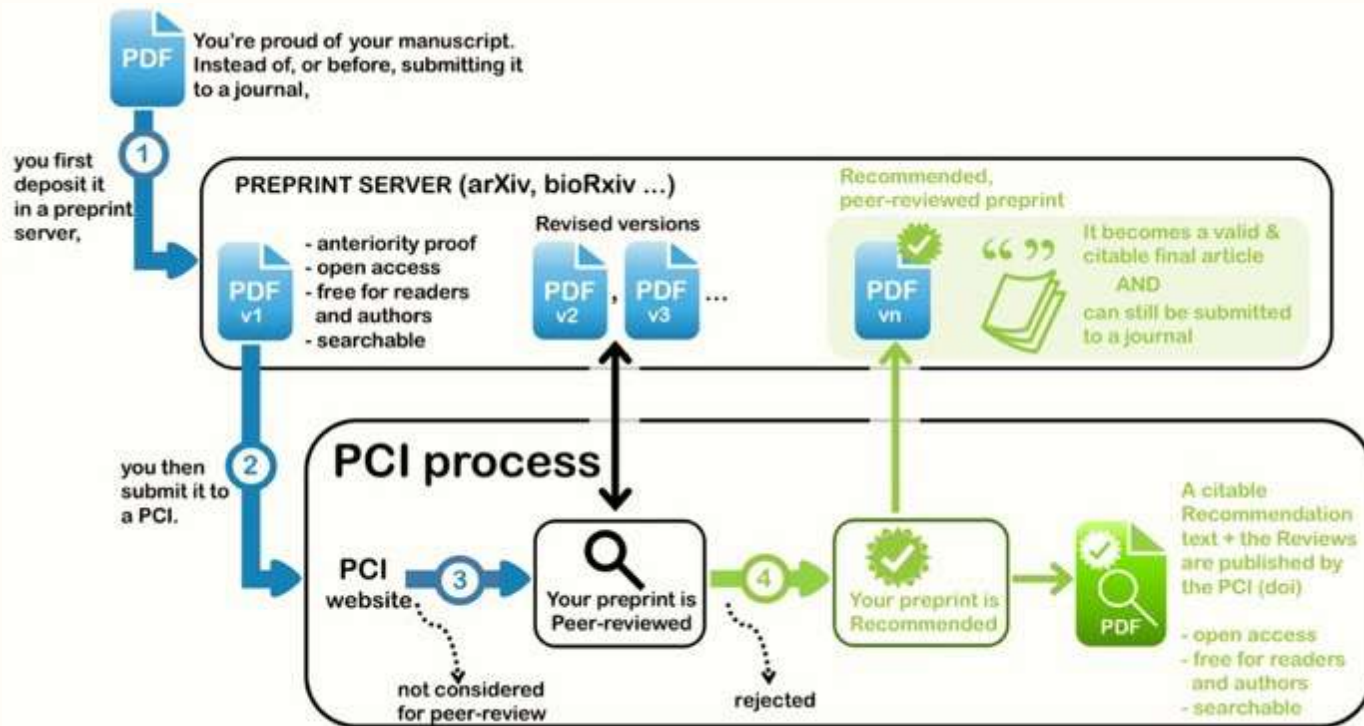 PDF
You're proud of your manuscript.
Instead of, or before, submitting it
to a journal,
1
you first
deposit it
in a preprint
server,
PREPRINT SERVER (arXiv, bioRxiv ...)
PDF
v1
- anteriority proof
- open access
- free for readers
and authors
- searchable
Revised versions
PDF
v2
,
PDF
v3
...
Recommended,
peer-reviewed preprint
PDF
vn
“ ”
It becomes a valid &
citable final article
AND
can still be submitted
to a journal
2
you then
submit it to
a PCI.
PCI process
PCI
website
3
not considered
for peer-review
Your preprint is
Peer-reviewed
4
rejected
Your preprint is
Recommended
PDF
A citable
Recommendation
text + the Reviews
are published by
the PCI (doi)
- open access
- free for readers
and authors
- searchable